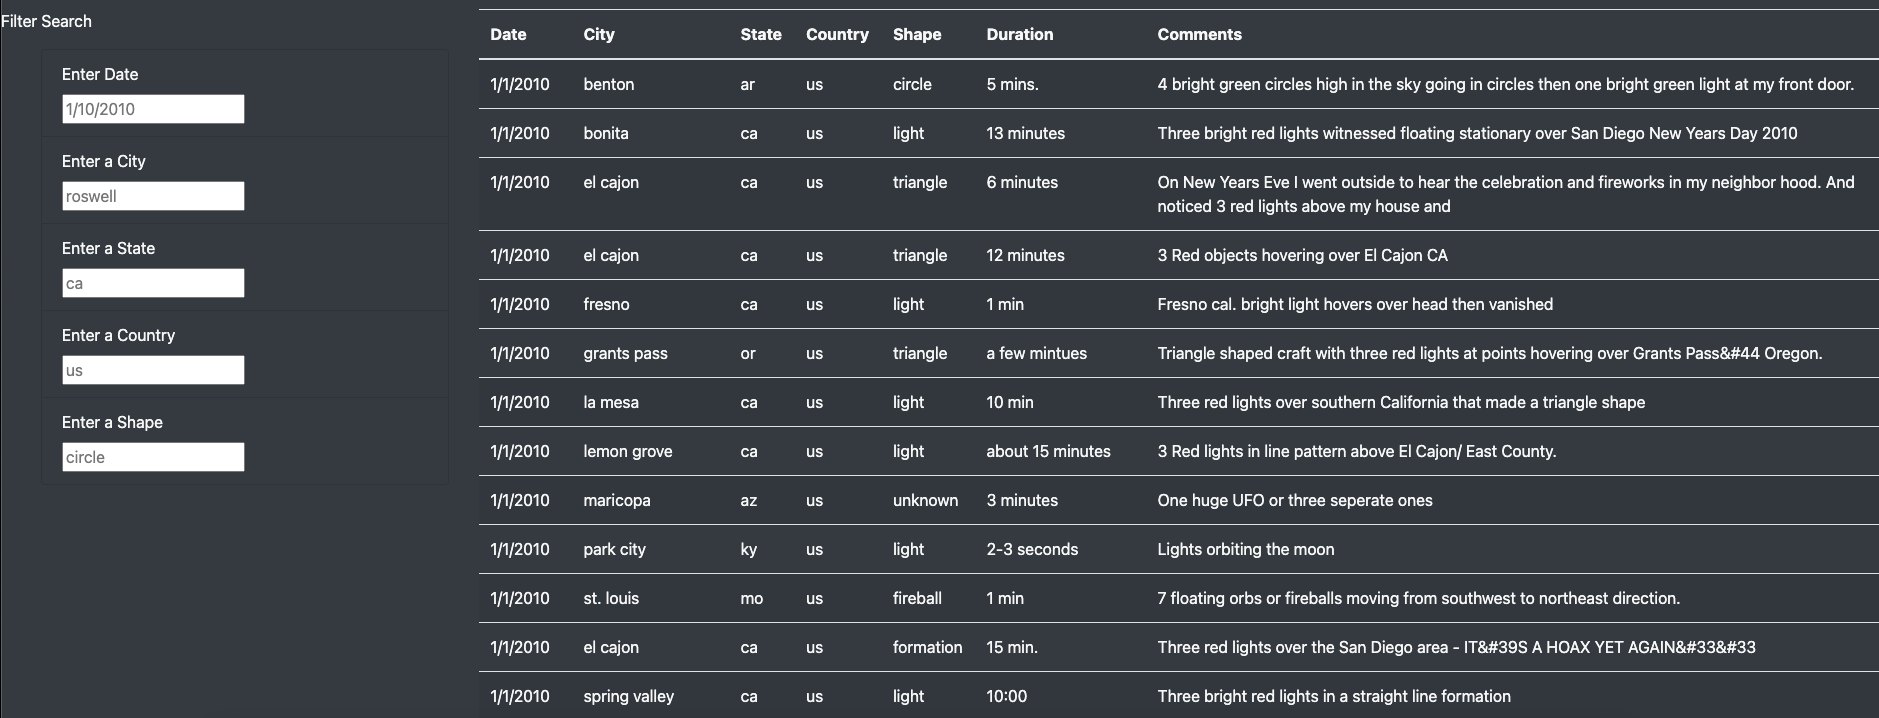 Filter Search
Enter Date
1/10/2010
Enter a City
roswell
Enter a State
ca
Enter a Country
us
Enter a Shape
circle
Date City State Country Shape Duration Comments
1/1/2010 benton ar us circle 5 mins. 4 bright green circles high in the sky going in circles then one bright green light at my front door.
1/1/2010 bonita ca us light 13 minutes Three bright red lights witnessed floating stationary over San Diego New Years Day 2010
1/1/2010 el cajon ca us triangle 6 minutes On New Years Eve I went outside to hear the celebration and fireworks in my neighbor hood. And
noticed 3 red lights above my house and
1/1/2010 el cajon ca us triangle 12 minutes 3 Red objects hovering over El Cajon CA
1/1/2010 fresno ca us light 1 min Fresno cal. bright light hovers over head then vanished
1/1/2010 grants pass or us triangle a few mintues Triangle shaped craft with three red lights at points hovering over Grants Pass&#44 Oregon.
1/1/2010 la mesa ca us light 10 min Three red lights over southern California that made a triangle shape
1/1/2010 lemon grove ca us light about 15 minutes 3 Red lights in line pattern above El Cajon/ East County.
1/1/2010 maricopa az us unknown 3 minutes One huge UFO or three seperate ones
1/1/2010 park city ky us light 2-3 seconds Lights orbiting the moon
1/1/2010 st. louis mo us fireball 1 min 7 floating orbs or fireballs moving from southwest to northeast direction.
1/1/2010 el cajon ca us formation 15 min. Three red lights over the San Diego area - IT&#39S A HOAX YET AGAIN&#33&#33
1/1/2010 spring valley ca us light 10:00 Three bright red lights in a straight line formation